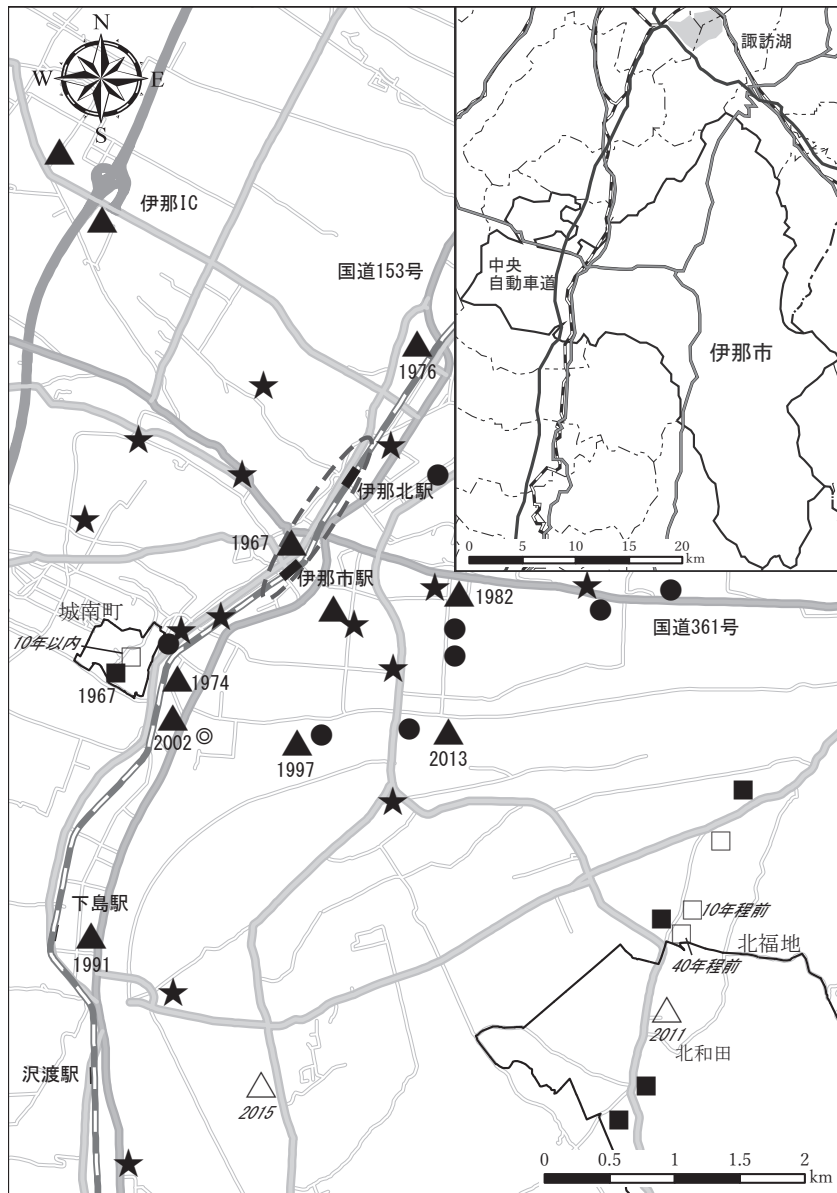 N
W
E
S
伊那IC
国道153号
1976
伊那北駅
1967
伊那市駅
1982
国道361号
城南町
10年以内
1967
1974
2002
1997
2013
下島駅
1991
10年程前
北福地
40年程前
2011
北和田
沢渡駅
2015
0 0.5 1 1.5 2
km
諏訪湖
中央
自動車道
伊那市
0 5 10 15 20
km